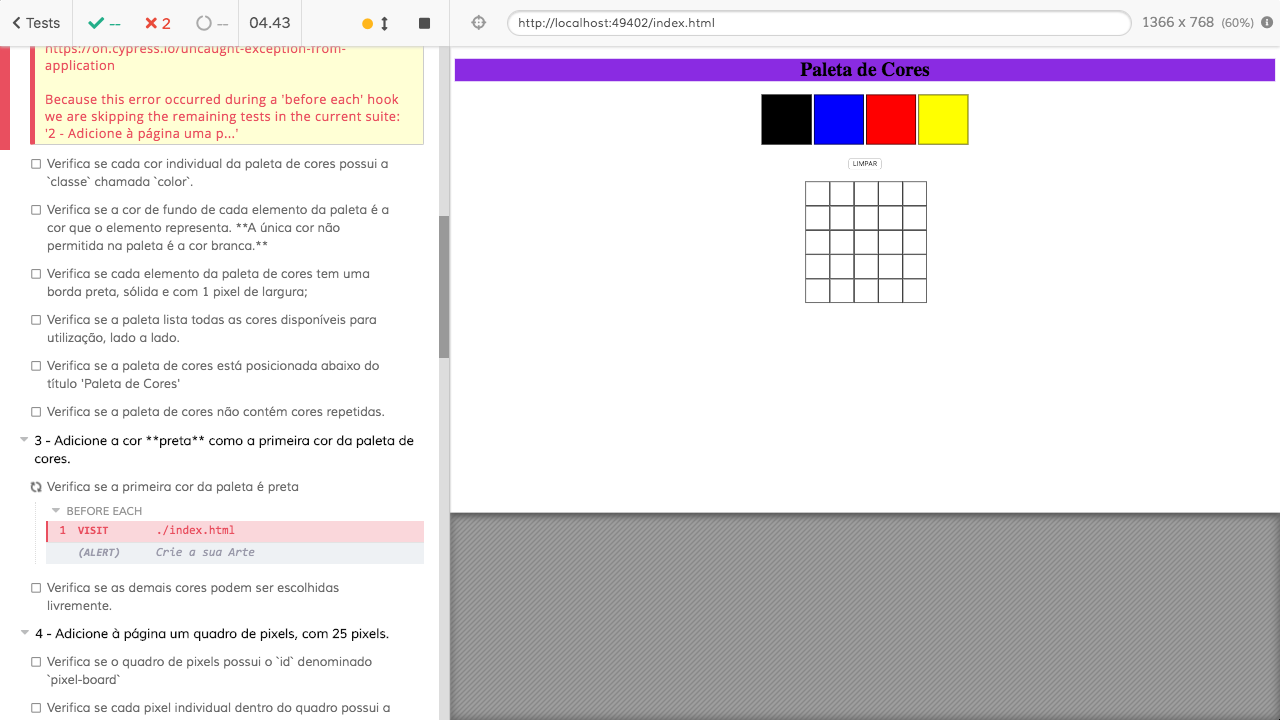 Tests
--
2
--
04.43
http://localhost:49402/index.html
1366 x 768 (60%)
https://on.cypress.io/uncaught-exception-from-
application
Because this error occurred during a 'before each' hook
we are skipping the remaining tests in the current suite:
'2 - Adicione à página uma p...'
Verifica se cada cor individual da paleta de cores possui a
`classe` chamada `color`.
Verifica se a cor de fundo de cada elemento da paleta é a
cor que o elemento representa. **A única cor não
permitida na paleta é a cor branca.**
Verifica se cada elemento da paleta de cores tem uma
borda preta, sólida e com 1 pixel de largura;
Verifica se a paleta lista todas as cores disponíveis para
utilização, lado a lado.
Verifica se a paleta de cores está posicionada abaixo do
título 'Paleta de Cores'
Verifica se a paleta de cores não contém cores repetidas.
3 - Adicione a cor **preta** como a primeira cor da paleta de
cores.
Verifica se a primeira cor da paleta é preta
BEFORE EACH
1 VISIT ./index.html
(ALERT) Crie a sua Arte
Verifica se as demais cores podem ser escolhidas
livremente.
4 - Adicione à página um quadro de pixels, com 25 pixels.
Verifica se o quadro de pixels possui o `id` denominado
`pixel-board`
Verifica se cada pixel individual dentro do quadro possui a
Paleta de Cores
LIMPAR